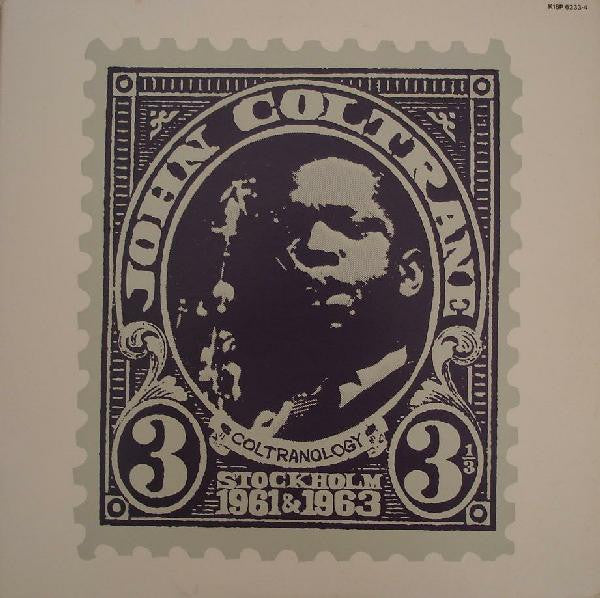 K18P 6233-4
JOHN COLTRANE
COLTRANOLOGY
3
3 1/3
STOCKHOLM
1961 & 1963